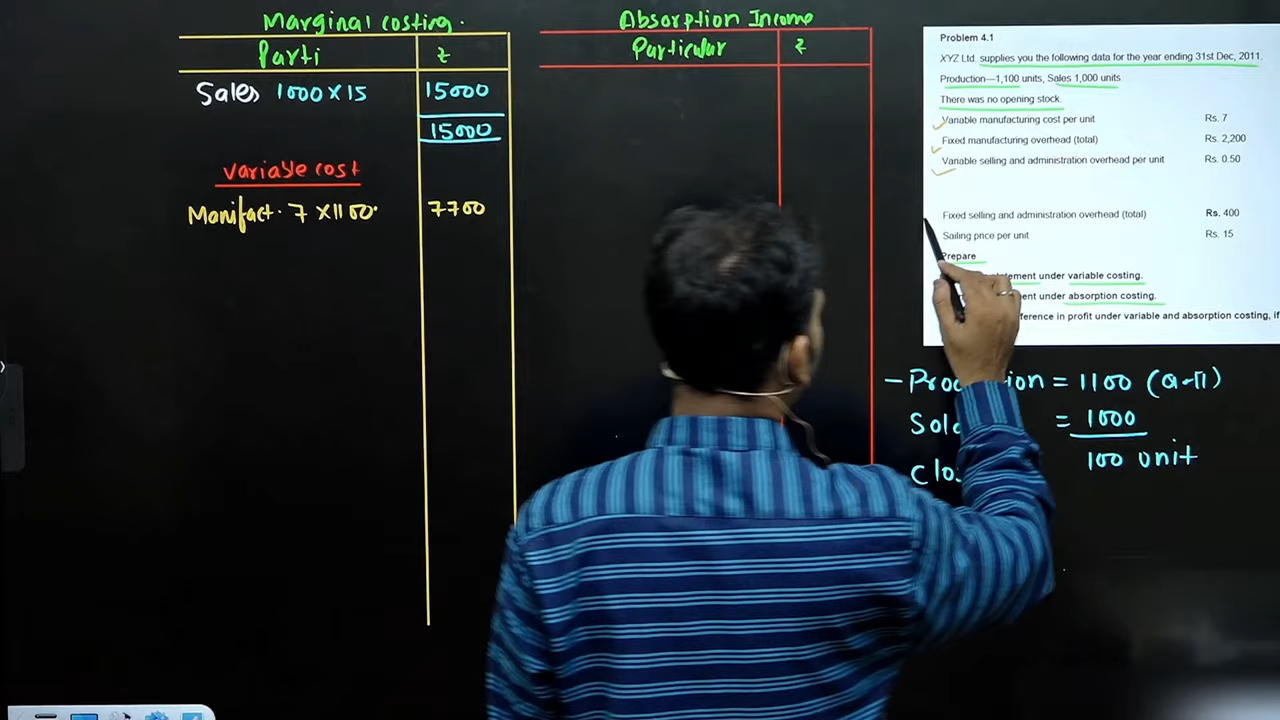 Marginal costing.
Parti ₹
Sales 1000 X 15 15000
15000
variable cost
Manifact. 7 X 1100. 7700
Absorption Income
Particular ₹
Problem 4.1
XYZ Ltd. supplies you the following data for the year ending 31st Dec, 2011.
Production—1,100 units, Sales 1,000 units
There was no opening stock.
Variable manufacturing cost per unit Rs. 7
Fixed manufacturing overhead (total) Rs. 2,200
Variable selling and administration overhead per unit Rs. 0.50
Fixed selling and administration overhead (total) Rs. 400
Sailing price per unit Rs. 15
Prepare
under variable costing.
under absorption costing.
in profit under variable and absorption costing, if
= 1100
= 1000
100 unit